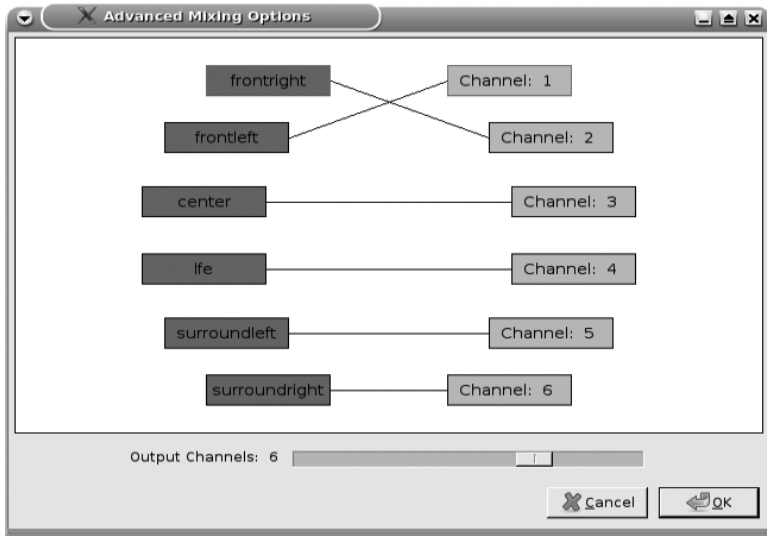 Advanced Mixing Options
frontright
Channel: 1
frontleft
Channel: 2
center
Channel: 3
lfe
Channel: 4
surroundleft
Channel: 5
surroundright
Channel: 6
Output Channels: 6
Cancel
OK